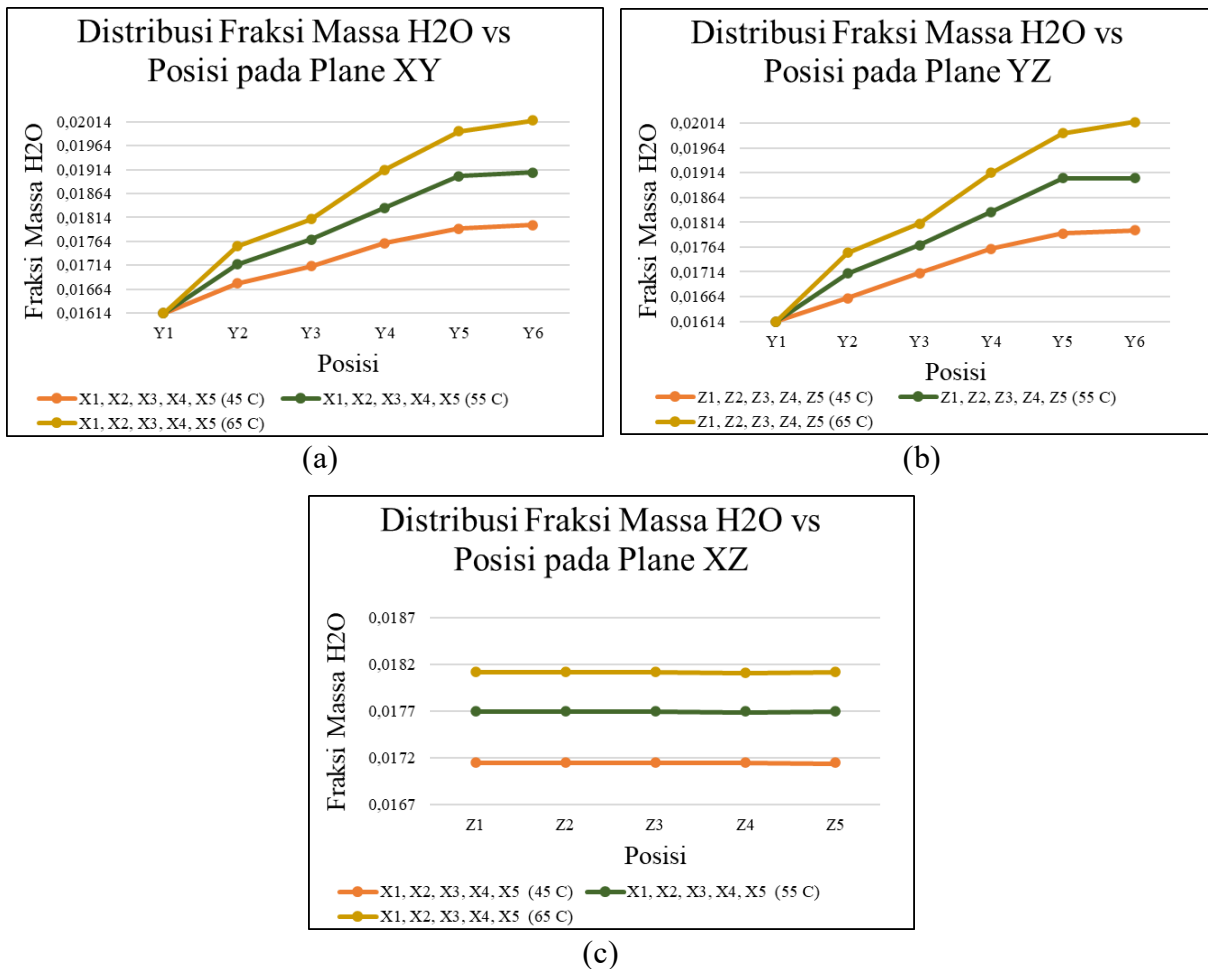 Distribusi Fraksi Massa H2O vs
Posisi pada Plane XY
Fraksi Massa H2O
0,02014
0,01964
0,01914
0,01864
0,01814
0,01764
0,01714
0,01664
0,01614
Y1 Y2 Y3 Y4 Y5 Y6
Posisi
X1, X2, X3, X4, X5 (45 C) X1, X2, X3, X4, X5 (55 C)
X1, X2, X3, X4, X5 (65 C)
(a)
Distribusi Fraksi Massa H2O vs
Posisi pada Plane YZ
Fraksi Massa H2O
0,02014
0,01964
0,01914
0,01864
0,01814
0,01764
0,01714
0,01664
0,01614
Y1 Y2 Y3 Y4 Y5 Y6
Posisi
Z1, Z2, Z3, Z4, Z5 (45 C) Z1, Z2, Z3, Z4, Z5 (55 C)
Z1, Z2, Z3, Z4, Z5 (65 C)
(b)
Distribusi Fraksi Massa H2O vs
Posisi pada Plane XZ
Fraksi Massa H2O
0,0187
0,0182
0,0177
0,0172
0,0167
Z1 Z2 Z3 Z4 Z5
Posisi
X1, X2, X3, X4, X5 (45 C) X1, X2, X3, X4, X5 (55 C)
X1, X2, X3, X4, X5 (65 C)
(c)